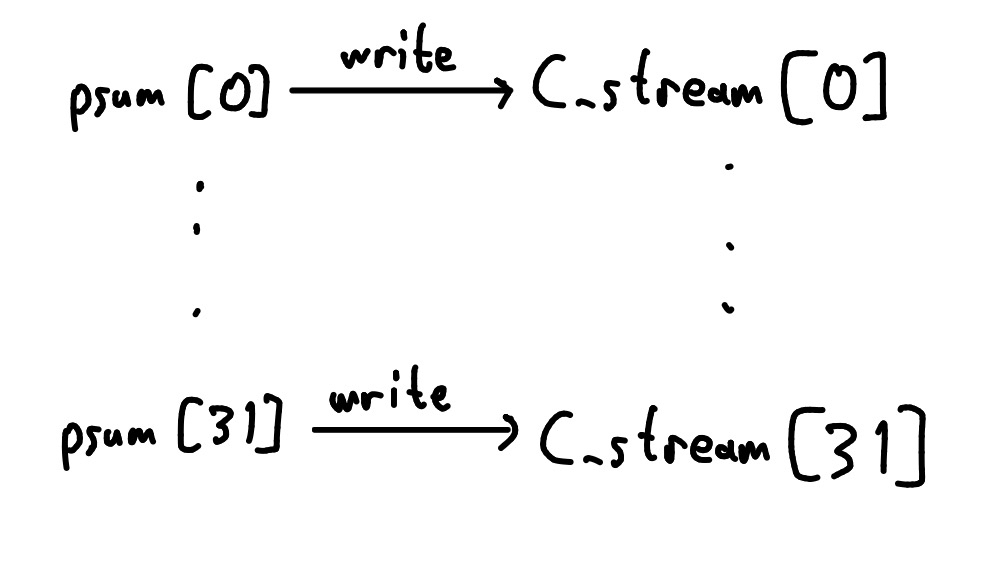 write
psum [0] C_stream [0]
write
psum [31] C_stream [31]